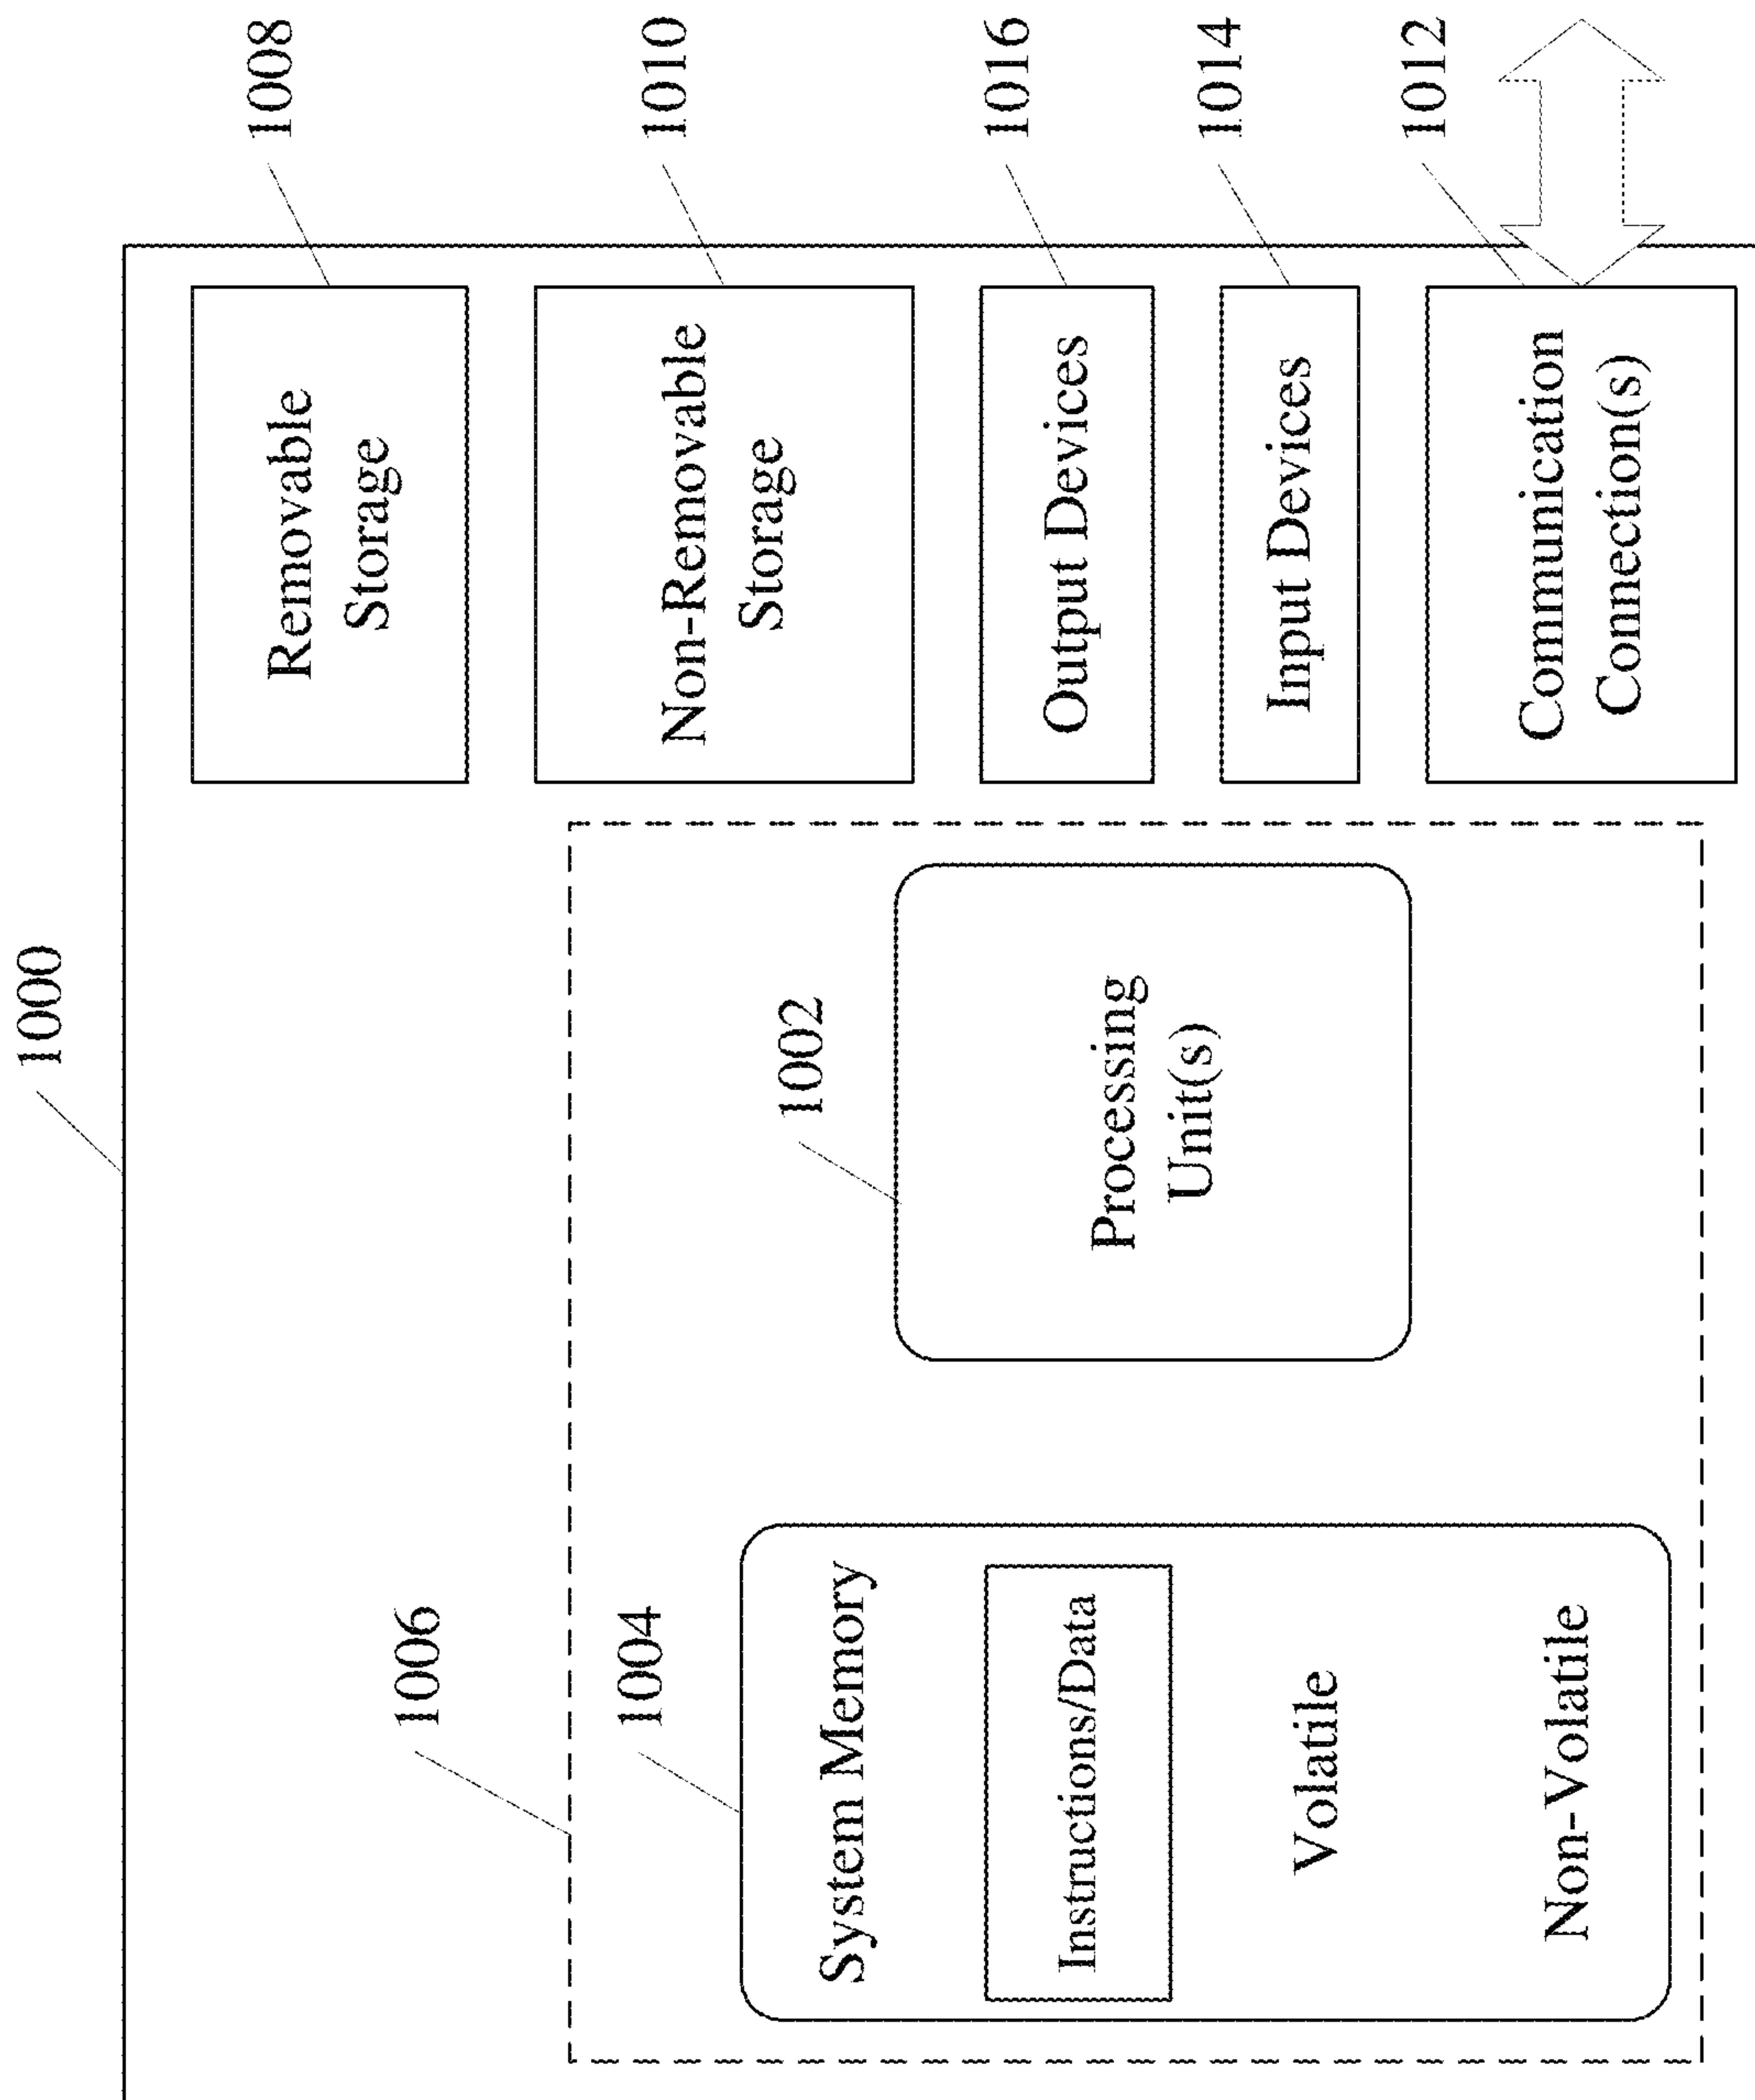 1000
1006
1004
System Memory
Instructions/Data
Volatile
Non-Volatile
1002
Processing
Unit(s)
Removable
Storage
1008
Non-Removable
Storage
1010
Output Devices
1016
Input Devices
1014
Communication
Connection(s)
1012